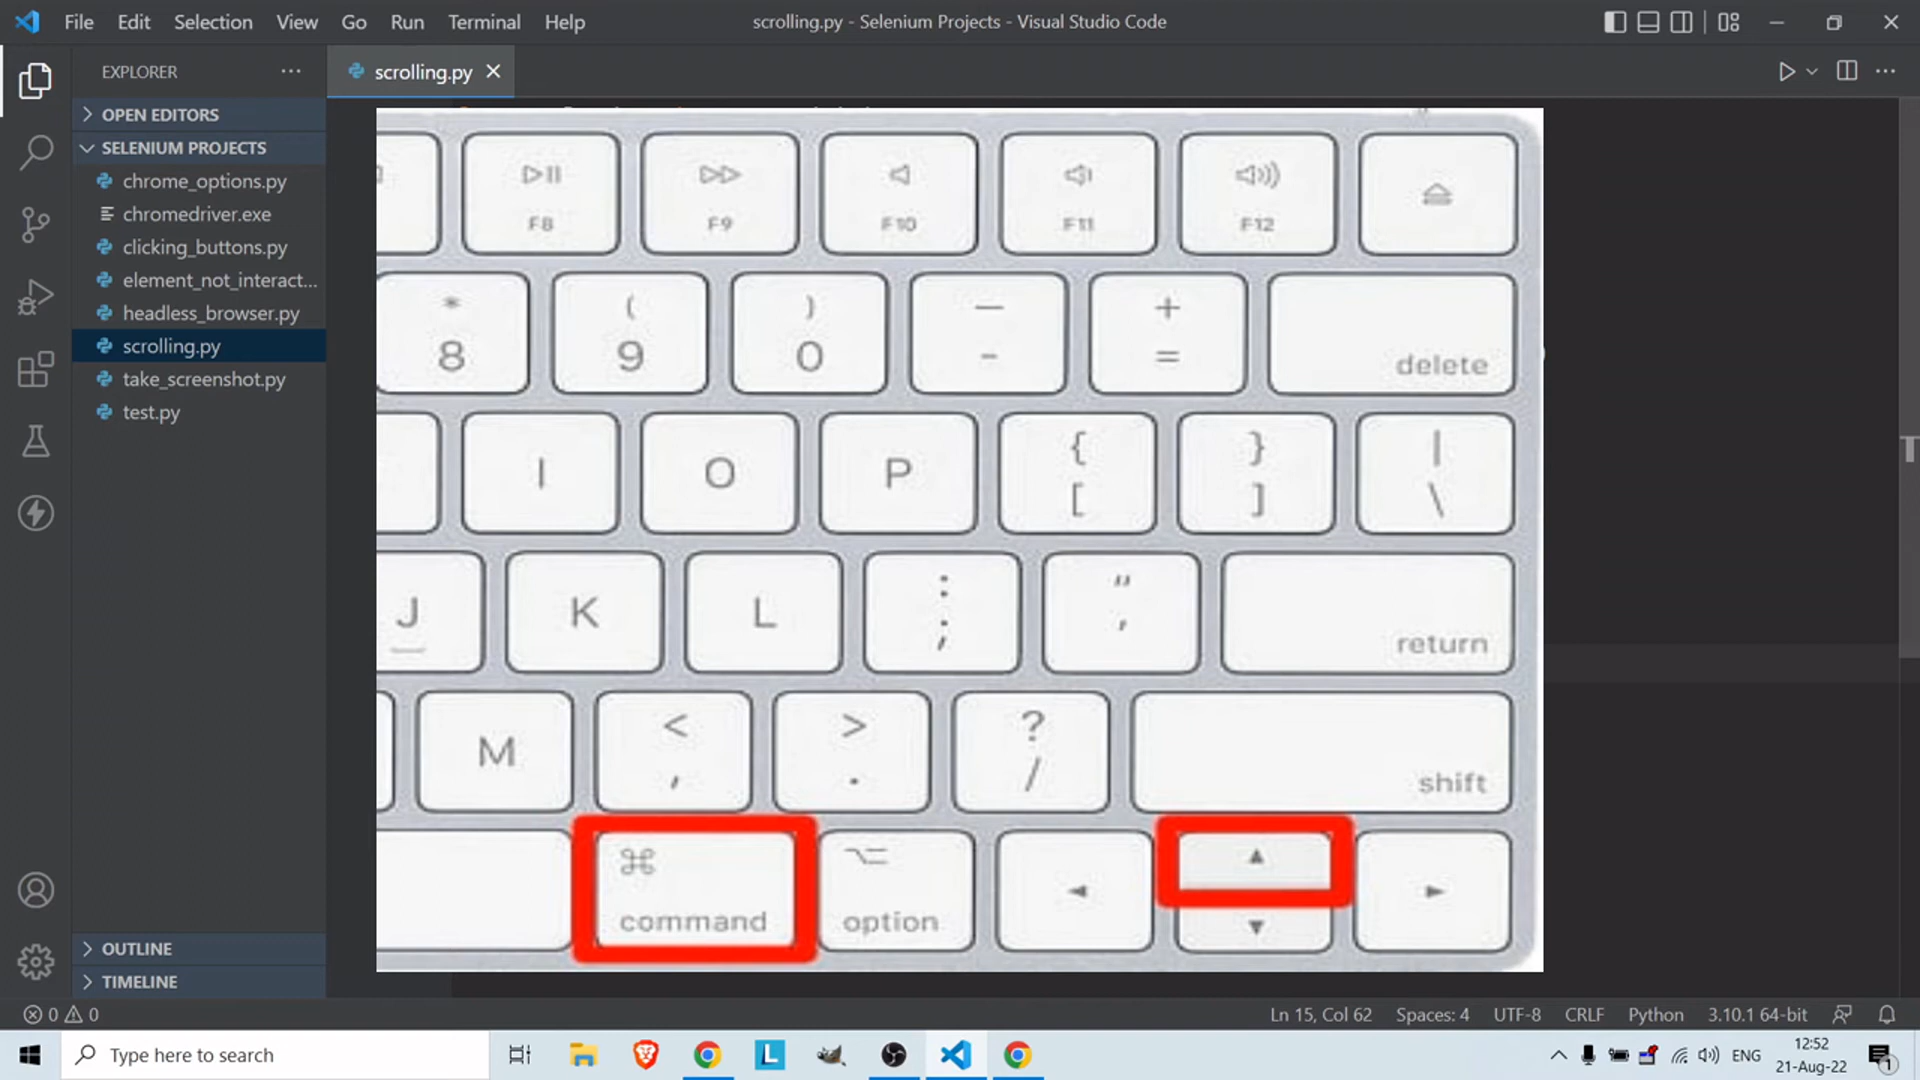 File Edit Selection View Go Run Terminal Help
scrolling.py - Selenium Projects - Visual Studio Code
EXPLORER
scrolling.py
OPEN EDITORS
SELENIUM PROJECTS
chrome_options.py
chromedriver.exe
clicking_buttons.py
element_not_interact...
headless_browser.py
scrolling.py
take_screenshot.py
test.py
OUTLINE
TIMELINE
F8 F9 F10 F11 F12
* ( ) — +
8 9 0 - =
delete
{ } |
I O P [ ] \
: "
J K L ; '
return
< > ?
M , . /
shift
⌘ ⌥
command option
▲
◄ ►
▼
0 0
Ln 15, Col 62 Spaces: 4 UTF-8 CRLF Python 3.10.1 64-bit
Type here to search
L
ENG
12:52
21-Aug-22
1